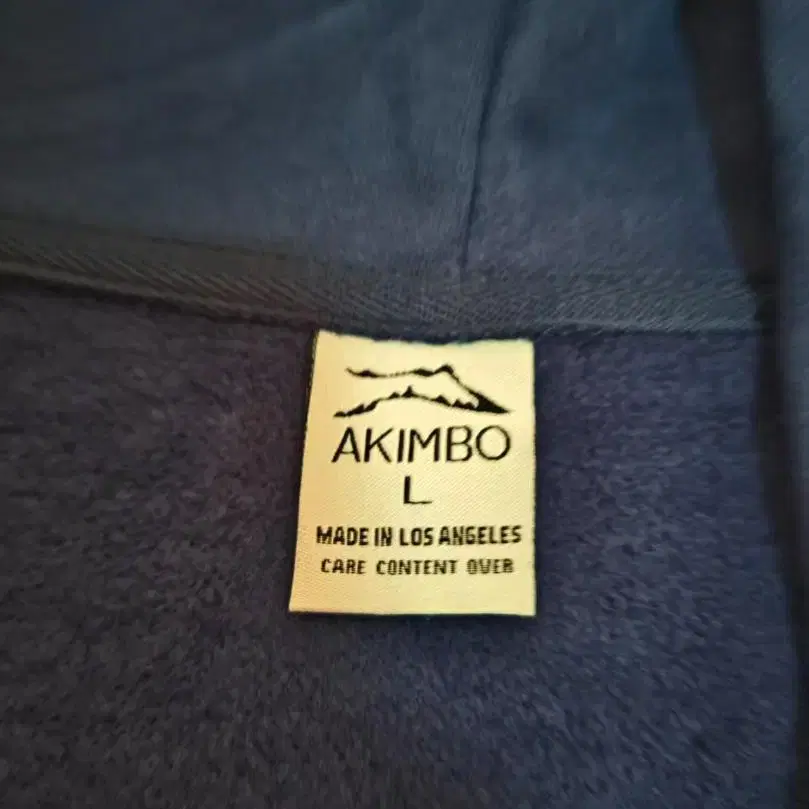 AKIMBO
L
MADE IN LOS ANGELES
CARE CONTENT OVER